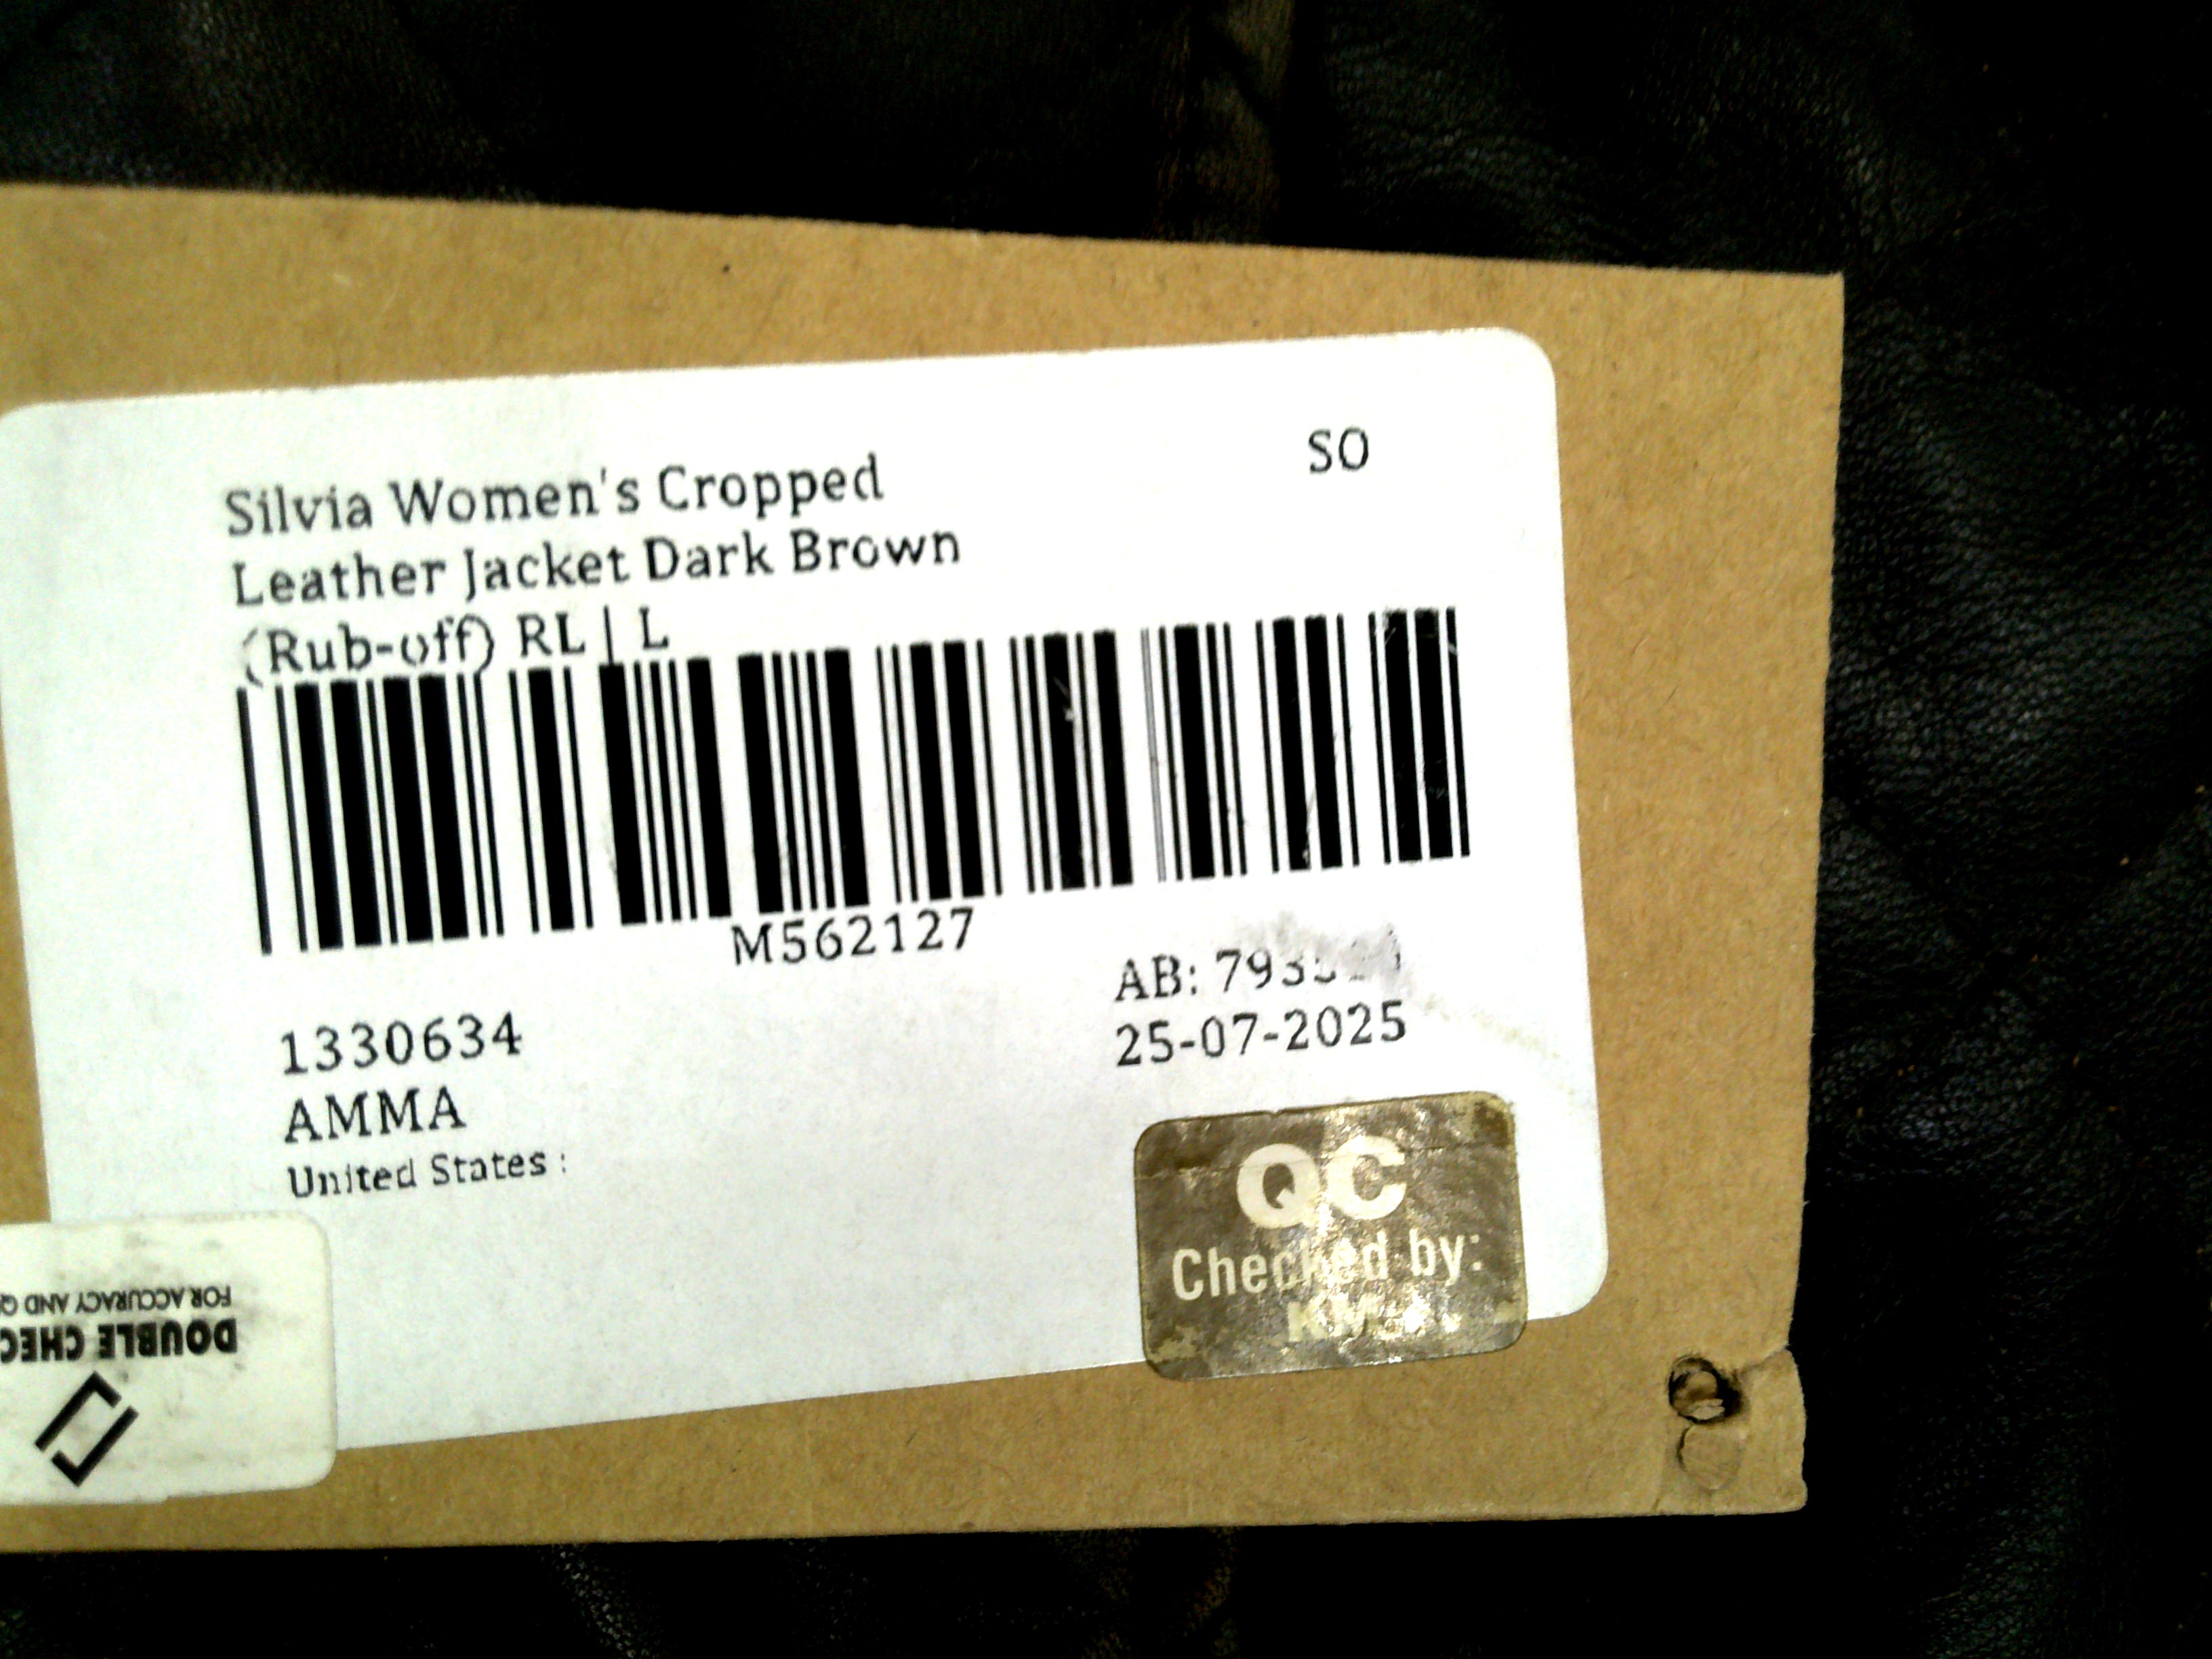 Silvia Women's Cropped
Leather Jacket Dark Brown
(Rub-off) RL | L
SO
M562127
AB:
25-07-2025
1330634
AMMA
United States :
QC
Checked by:
DOUBLE
FOR ACCURACY AND